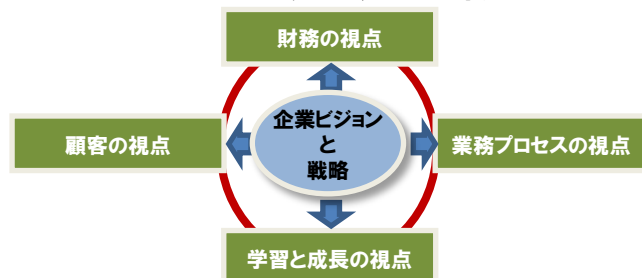 財務の視点
企業ビジョン
と
戦略
顧客の視点
業務プロセスの視点
学習と成長の視点